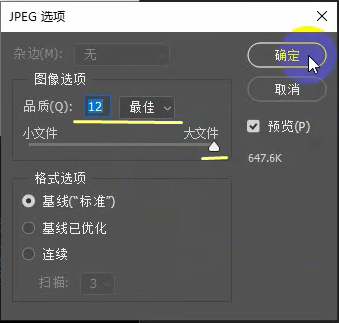 JPEG 选项
杂边(M): 无
确定
图像选项
取消
品质(Q): 12 最佳
预览(P)
小文件 大文件
647.6K
格式选项
基线(“标准”)
基线已优化
连续
扫描: 3